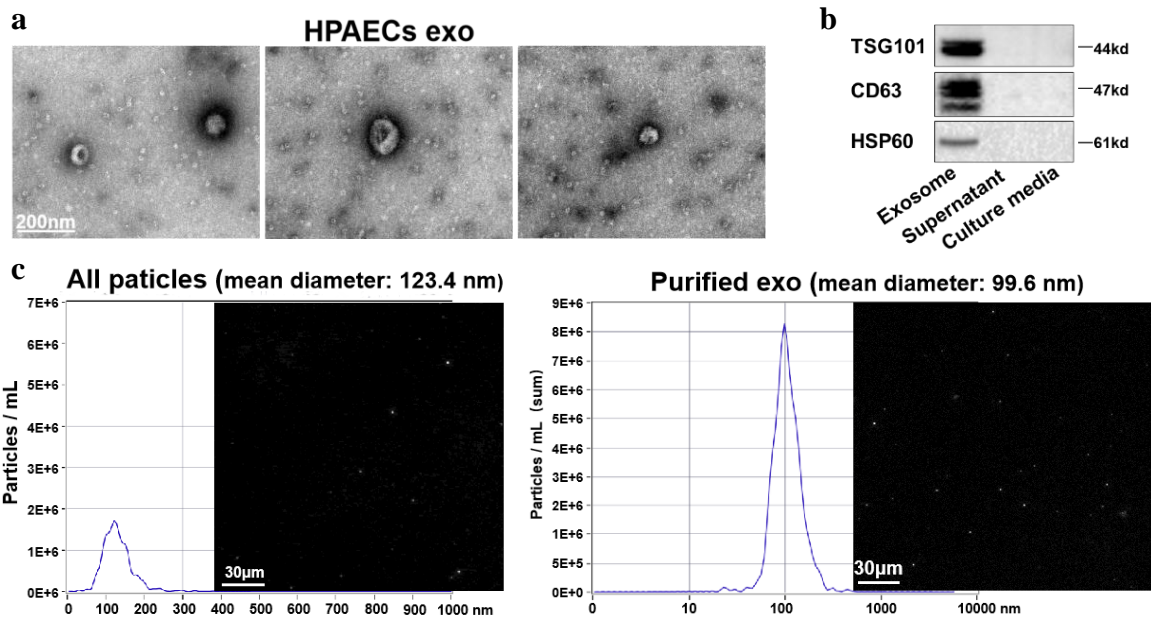 a
HPAECs exo
200nm
b
TSG101
44kd
CD63
47kd
HSP60
61kd
Exosome
Supernatant
Culture media
c
All paticles (mean diameter: 123.4 nm)
Particles / mL
7E+6
6E+6
5E+6
4E+6
3E+6
2E+6
1E+6
0E+6
0 100 200 300 400 500 600 700 800 900 1000 nm
30μm
Purified exo (mean diameter: 99.6 nm)
Particles / mL (sum)
9E+6
8E+6
7E+6
6E+6
5E+6
4E+6
3E+6
2E+6
1E+6
5E+5
0E+0
0 10 100 1000 10000 nm
30μm